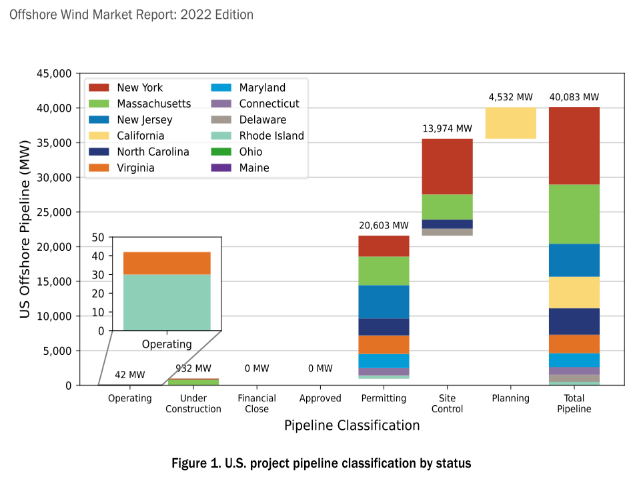 Offshore Wind Market Report: 2022 Edition
45,000
40,000
35,000
30,000
25,000
20,000
15,000
10,000
5,000
0
US Offshore Pipeline (MW)
New York
Massachusetts
New Jersey
California
North Carolina
Virginia
Maryland
Connecticut
Delaware
Rhode Island
Ohio
Maine
50
40
30
20
10
0
Operating
42 MW
932 MW
0 MW
0 MW
20,603 MW
13,974 MW
4,532 MW
40,083 MW
Operating
Under
Construction
Financial
Close
Approved
Permitting
Site
Control
Planning
Total
Pipeline
Pipeline Classification
Figure 1. U.S. project pipeline classification by status